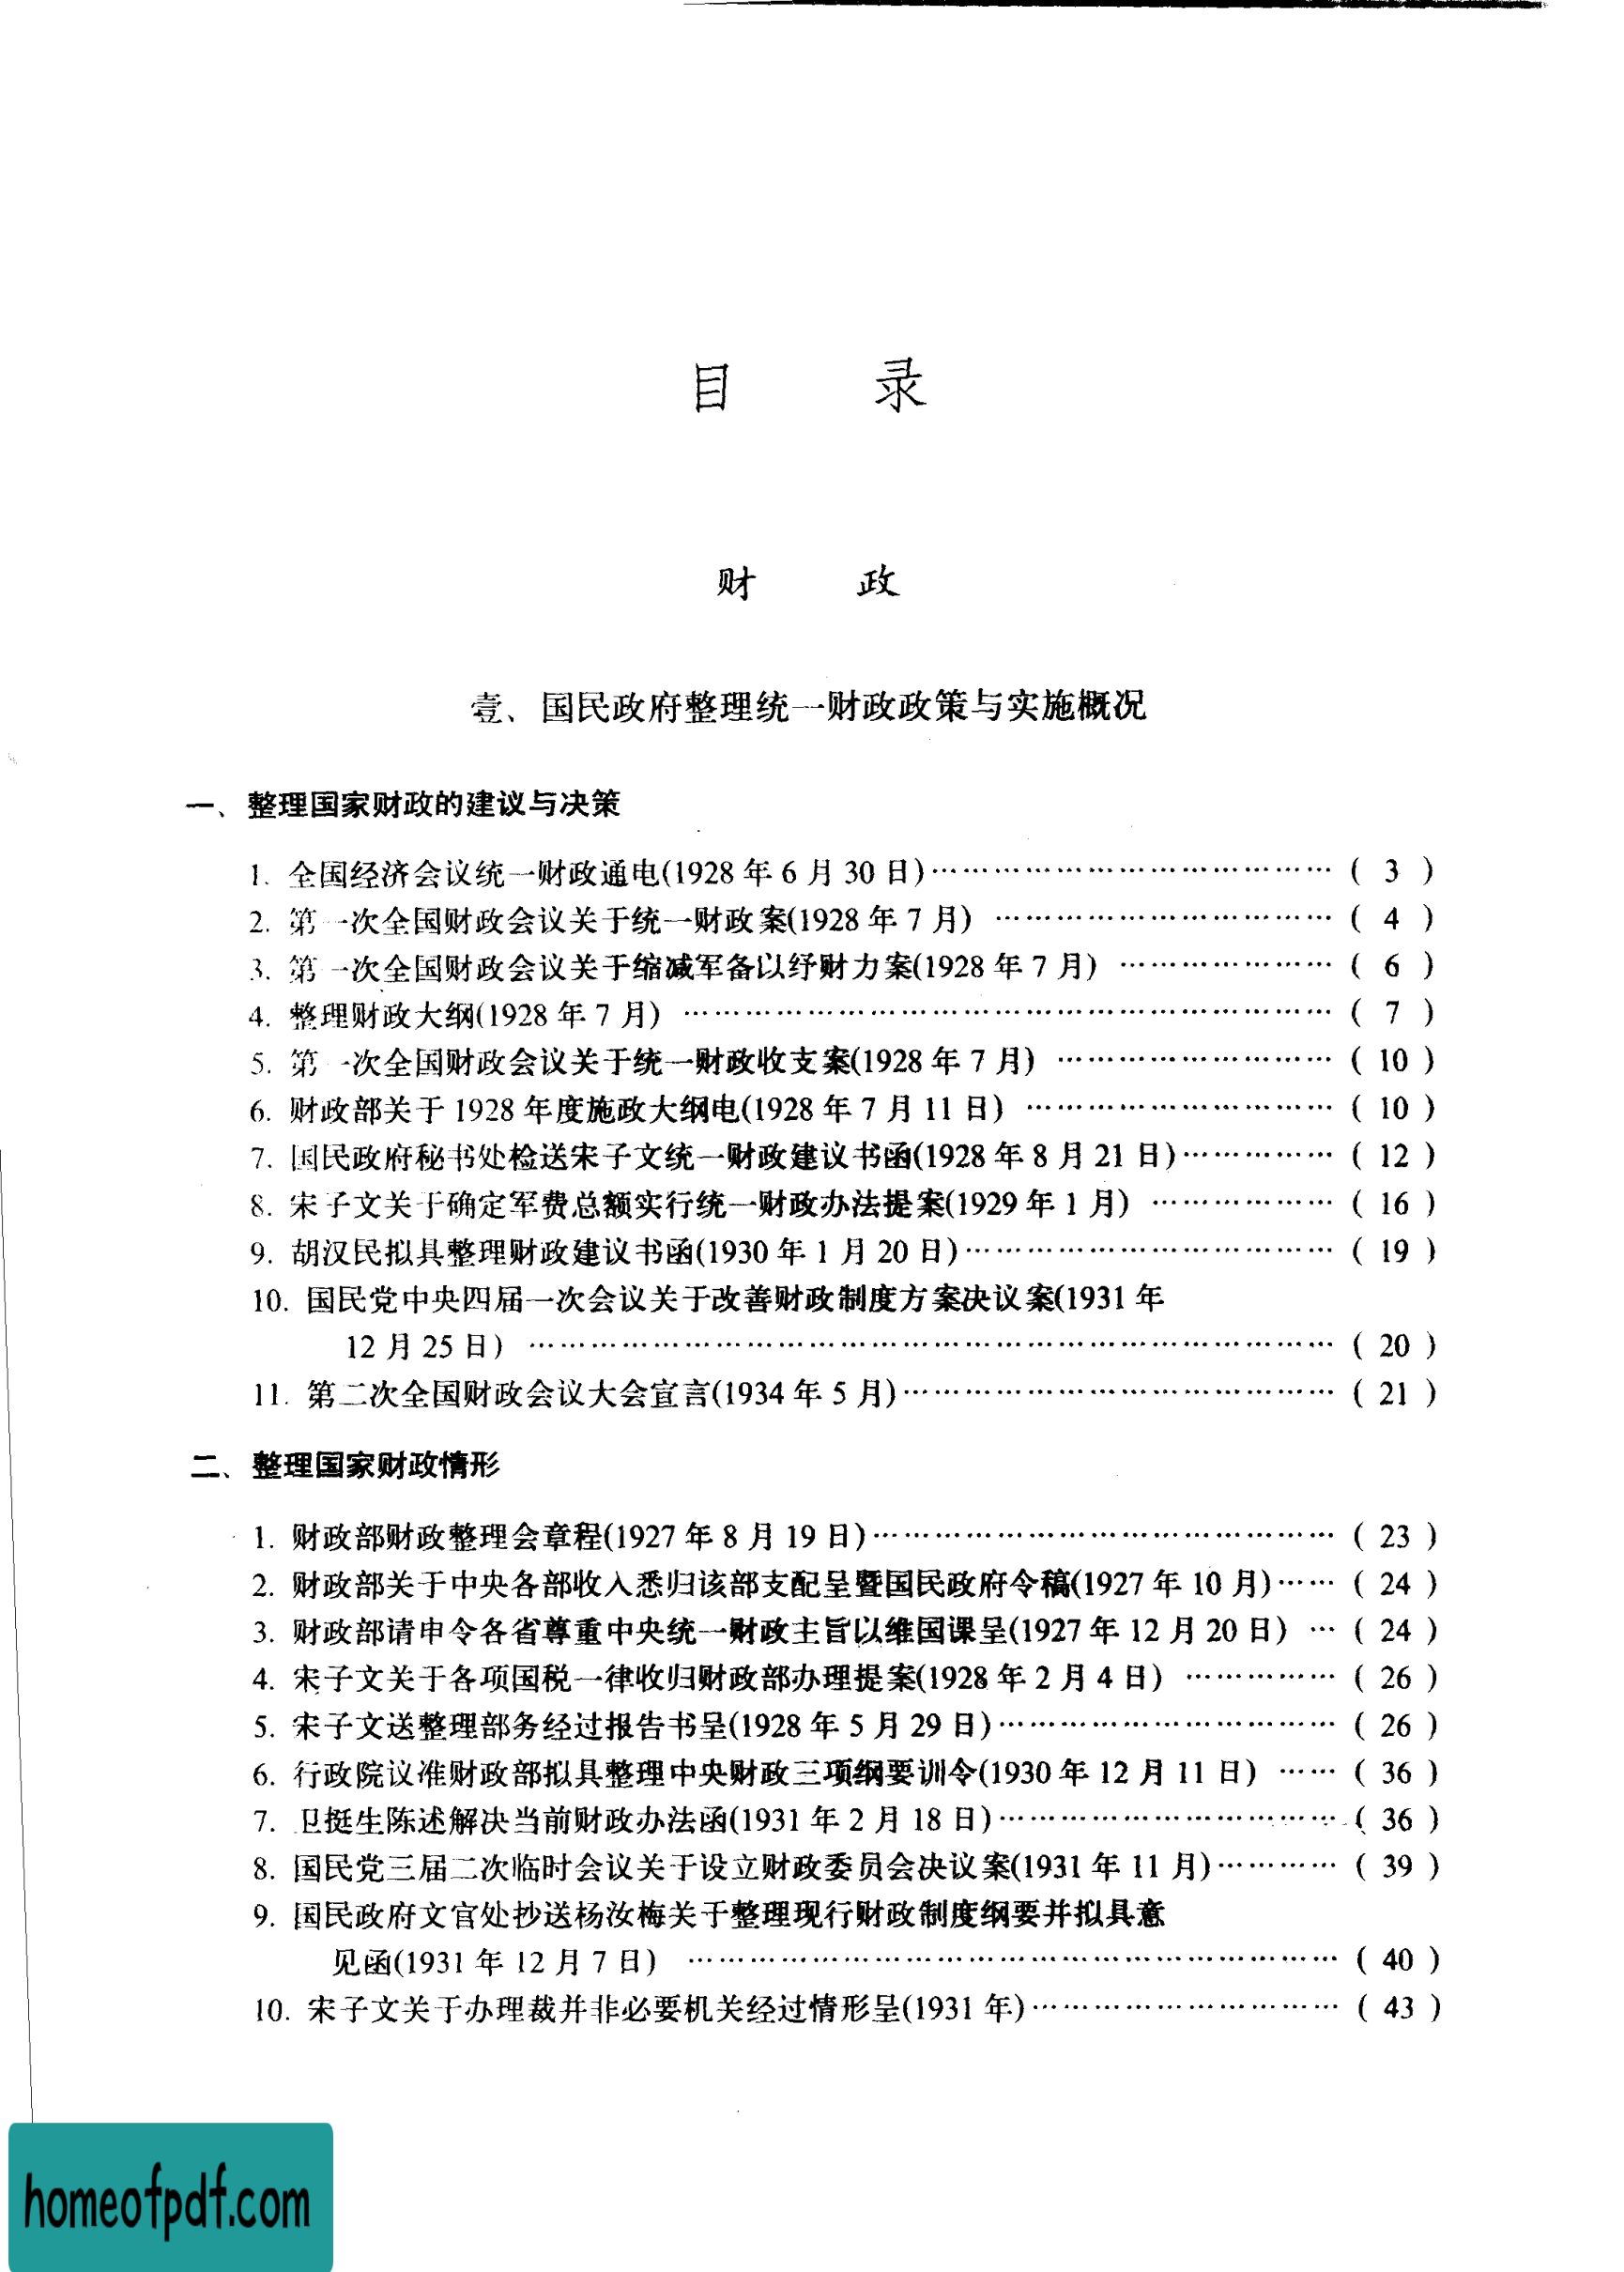 目 录
财 政
壹、国民政府整理统一财政政策与实施概况
一、整理国家财政的建议与决策
1. 全国经济会议统一财政通电(1928 年 6 月 30 日)……………………………………( 3 )
2. 第一次全国财政会议关于统一财政案(1928 年 7 月) ……………………………( 4 )
3. 第一次全国财政会议关于缩减军备以纾财力案(1928 年 7 月) …………………( 6 )
4. 整理财政大纲(1928 年 7 月) ………………………………………………………( 7 )
5. 第一次全国财政会议关于统一财政收支案(1928 年 7 月) ………………………( 10 )
6. 财政部关于 1928 年度施政大纲电(1928 年 7 月 11 日) …………………………( 10 )
7. 国民政府秘书处检送宋子文统一财政建议书函(1928 年 8 月 21 日)……………( 12 )
8. 宋子文关于确定军费总额实行统一财政办法提案(1929 年 1 月) ………………( 16 )
9. 胡汉民拟具整理财政建议书函(1930 年 1 月 20 日)………………………………( 19 )
10. 国民党中央四届一次会议关于改善财政制度方案决议案(1931 年
12 月 25 日) ……………………………………………………………………( 20 )
11. 第二次全国财政会议大会宣言(1934 年 5 月)……………………………………( 21 )
二、整理国家财政情形
1. 财政部财政整理会章程(1927 年 8 月 19 日)………………………………………( 23 )
2. 财政部关于中央各部收入悉归该部支配呈暨国民政府令稿(1927 年 10 月)……( 24 )
3. 财政部请申令各省尊重中央统一财政主旨以维国课呈(1927 年 12 月 20 日) …( 24 )
4. 宋子文关于各项国税一律收归财政部办理提案(1928 年 2 月 4 日) ……………( 26 )
5. 宋子文送整理部务经过报告书呈(1928 年 5 月 29 日)……………………………( 26 )
6. 行政院议准财政部拟具整理中央财政三项纲要训令(1930 年 12 月 11 日) ……( 36 )
7. 卫挺生陈述解决当前财政办法函(1931 年 2 月 18 日)……………………………( 36 )
8. 国民党三届二次临时会议关于设立财政委员会决议案(1931 年 11 月)…………( 39 )
9. 国民政府文官处抄送杨汝梅关于整理现行财政制度纲要并拟具意
见函(1931 年 12 月 7 日) ………………………………………………………( 40 )
10. 宋子文关于办理裁并非必要机关经过情形呈(1931 年)…………………………( 43 )
homeofpdf.com